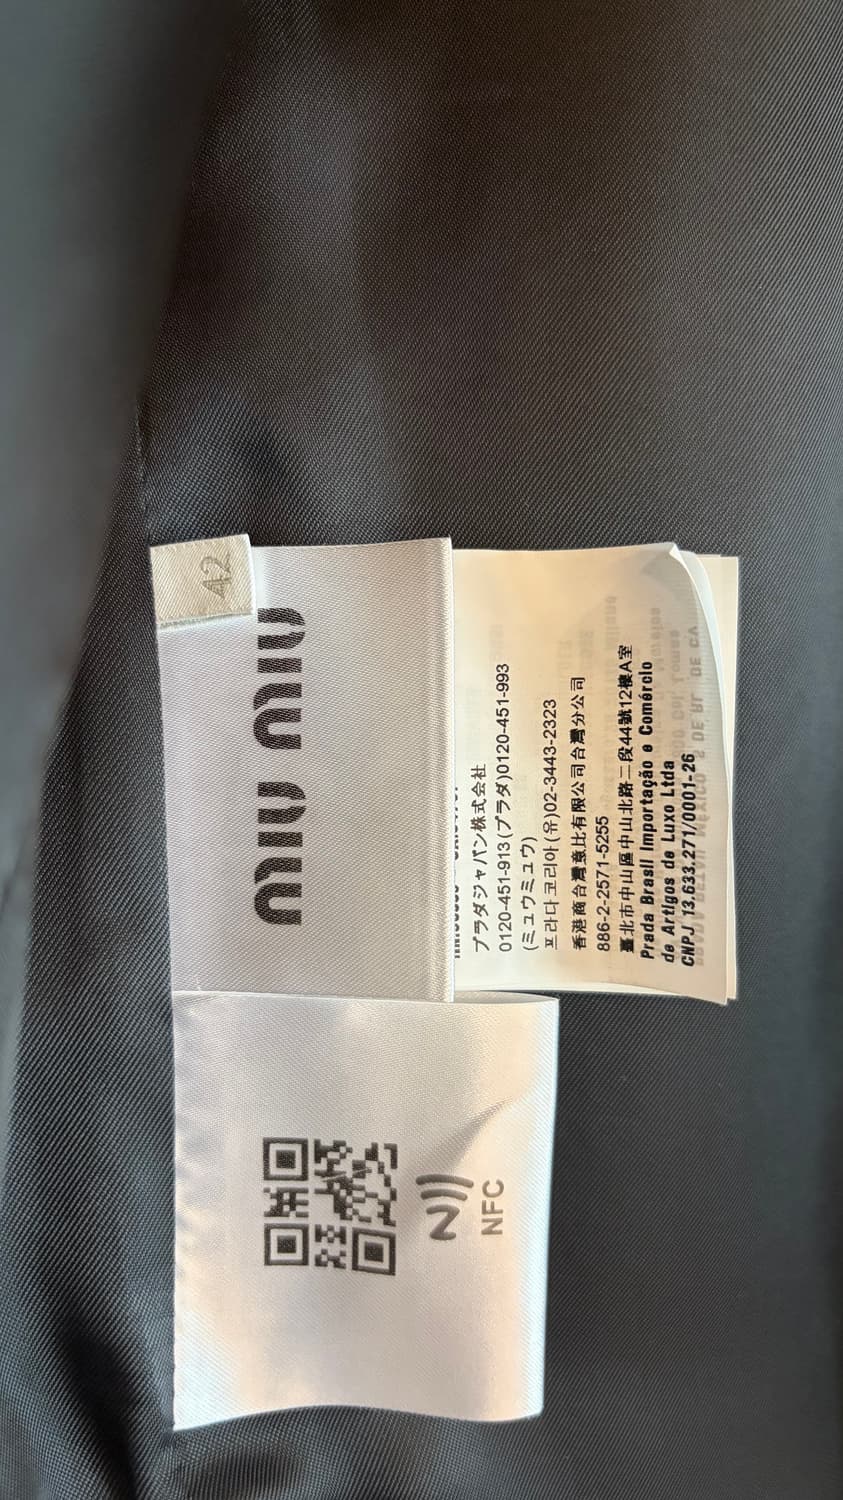 42
MIU MIU
プラダジャパン株式会社
0120-451-913 (プラダ)0120-451-993
(ミュウミュウ)
프라다 코리아 (유)02-3443-2323
香港商台灣意比有限公司台灣分公司
886-2-2571-5255
臺北市中山區中山北路二段44號12樓A室
Prada Brasil Importação e Comércio
de Artigos de Luxo Ltda
CNPJ 13.633.271/0001-26
NFC